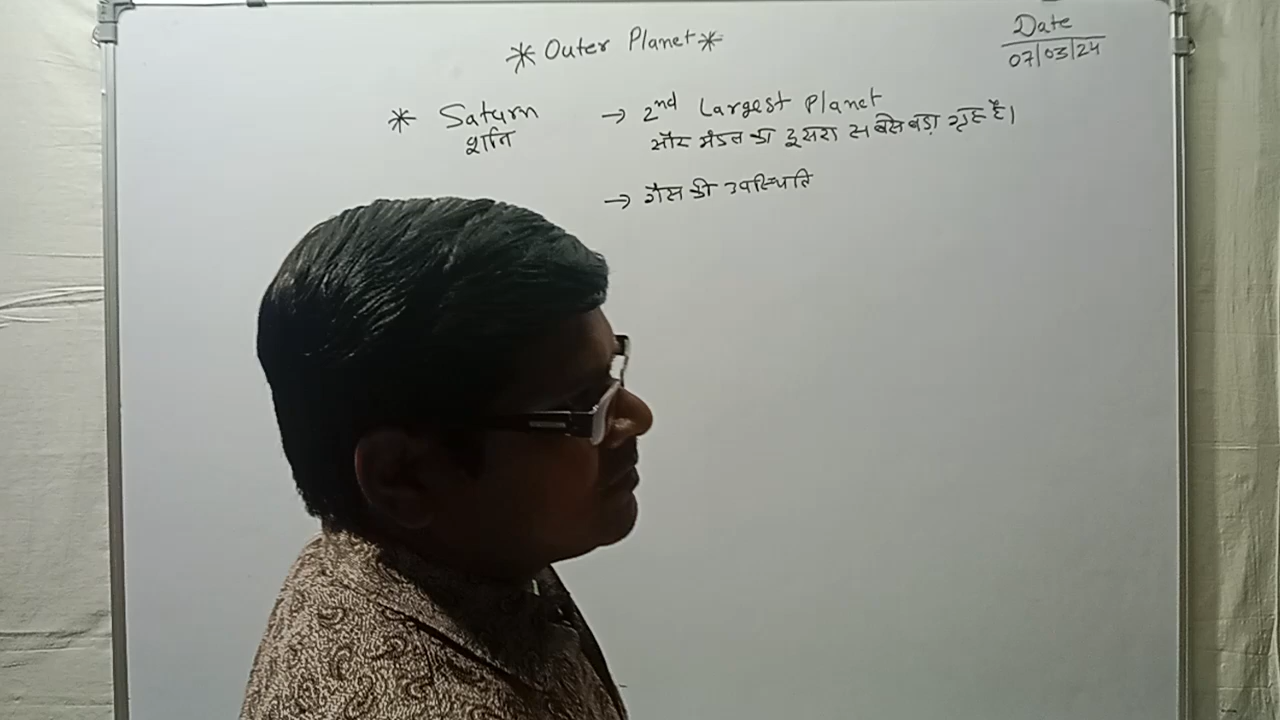 * Outer Planet *
Date
07/03/24
* Saturn → 2nd Largest Planet
शनि सौर मंडल का दूसरा सबसे बड़ा ग्रह है।
→ गैस की उपस्थिति